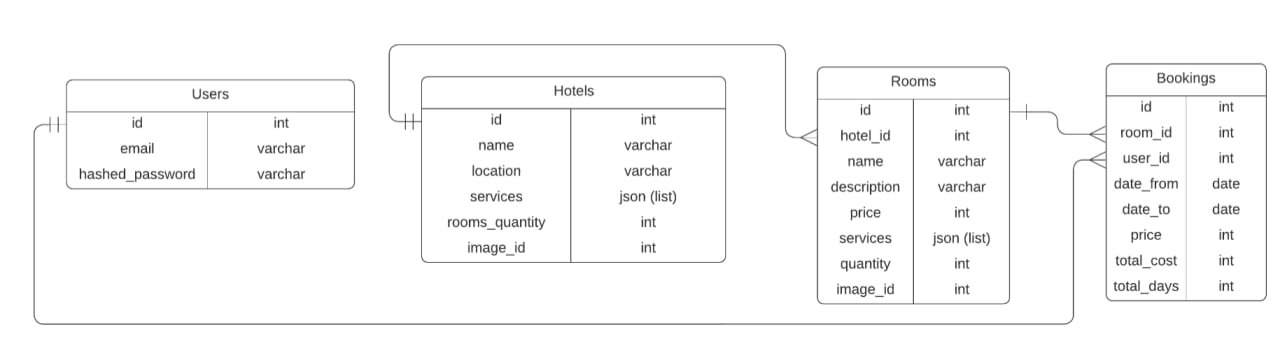 Users
id int
email varchar
hashed_password varchar
Hotels
id int
name varchar
location varchar
services json (list)
rooms_quantity int
image_id int
Rooms
id int
hotel_id int
name varchar
description varchar
price int
services json (list)
quantity int
image_id int
Bookings
id int
room_id int
user_id int
date_from date
date_to date
price int
total_cost int
total_days int